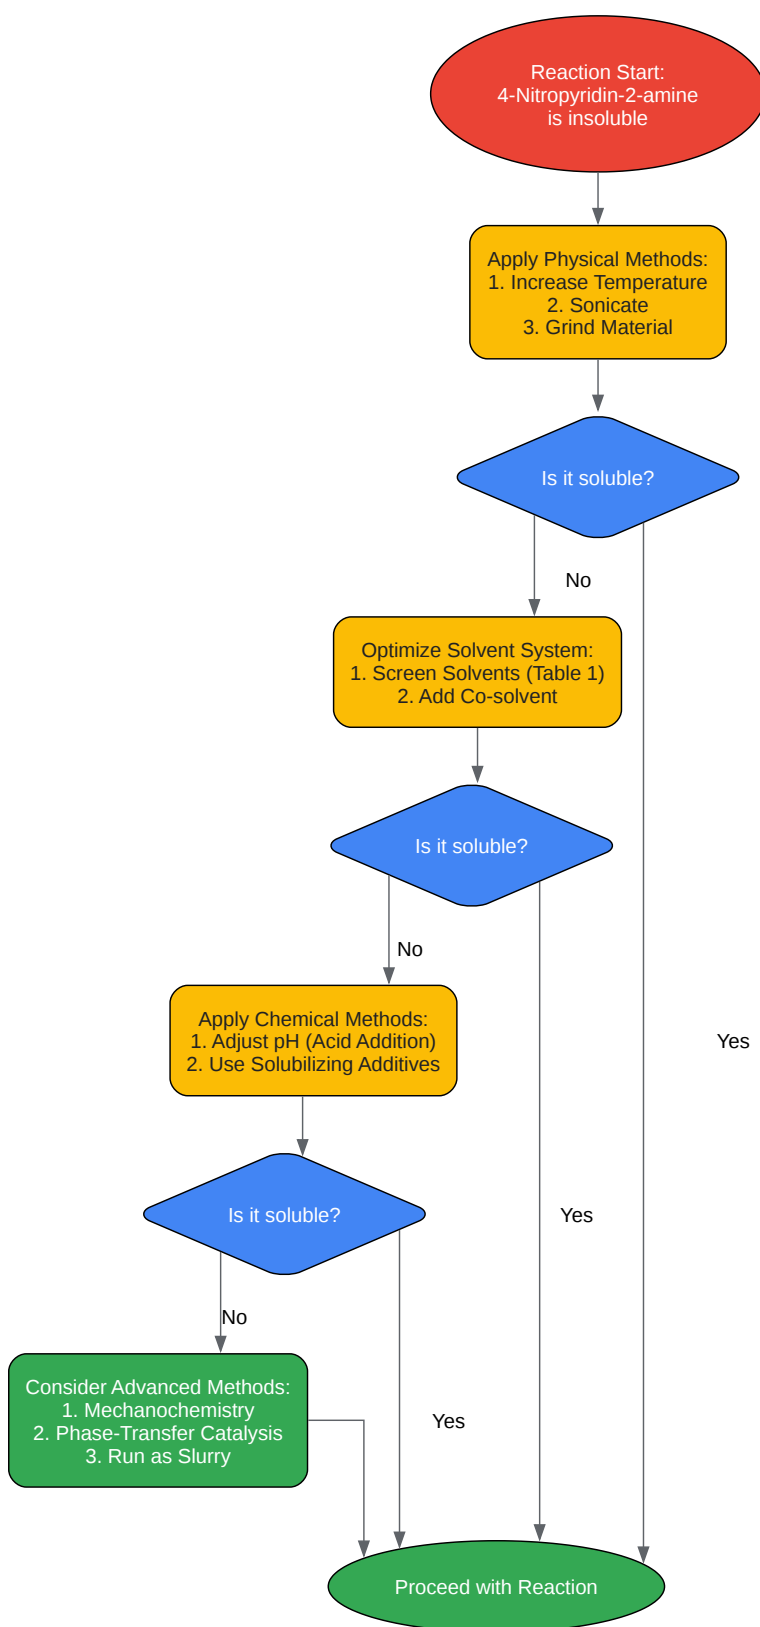 Reaction Start:
4-Nitropyridin-2-amine
is insoluble
Apply Physical Methods:
1. Increase Temperature
2. Sonicate
3. Grind Material
Is it soluble?
No
Optimize Solvent System:
1. Screen Solvents (Table 1)
2. Add Co-solvent
Is it soluble?
No
Apply Chemical Methods:
1. Adjust pH (Acid Addition)
2. Use Solubilizing Additives
Yes
Is it soluble?
Yes
No
Consider Advanced Methods:
1. Mechanochemistry
2. Phase-Transfer Catalysis
3. Run as Slurry
Yes
Proceed with Reaction